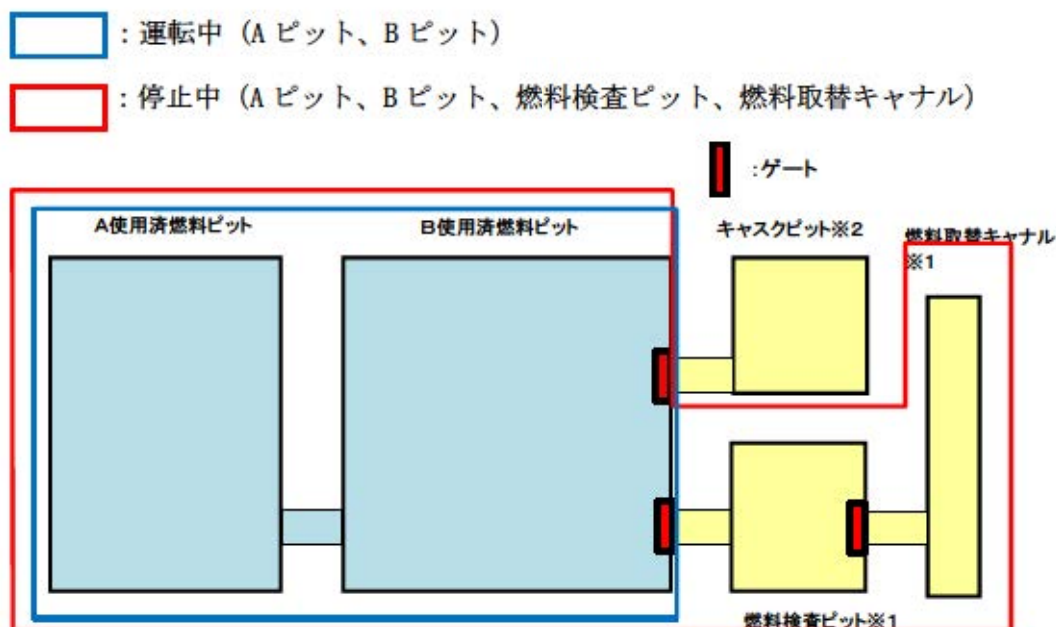 ：運転中（A ピット、B ピット）
：停止中（A ピット、B ピット、燃料検査ピット、燃料取替キャナル）
:ゲート
A使用済燃料ピット
B使用済燃料ピット
キャスクピット※2
燃料取替キャナル
※1
燃料検査ピット※1